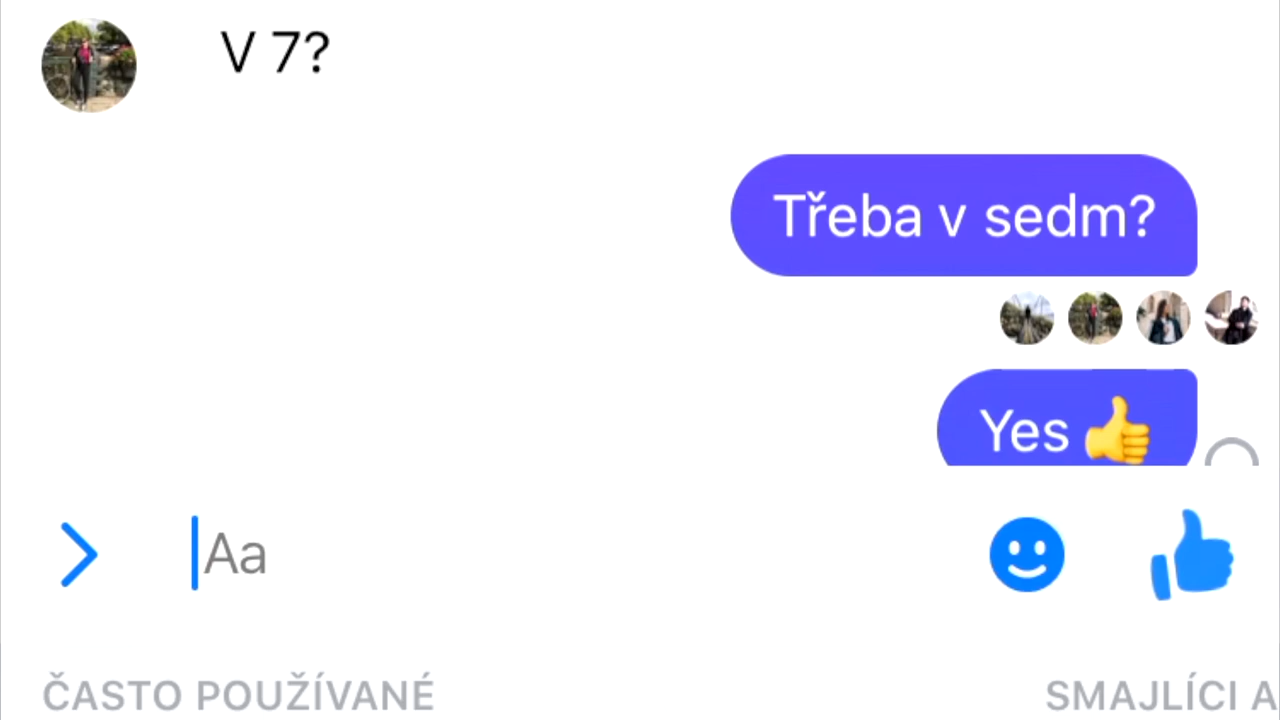 V 7?
Třeba v sedm?
Yes 👍
Aa
ČASTO POUŽÍVANÉ
SMAJLÍCI A